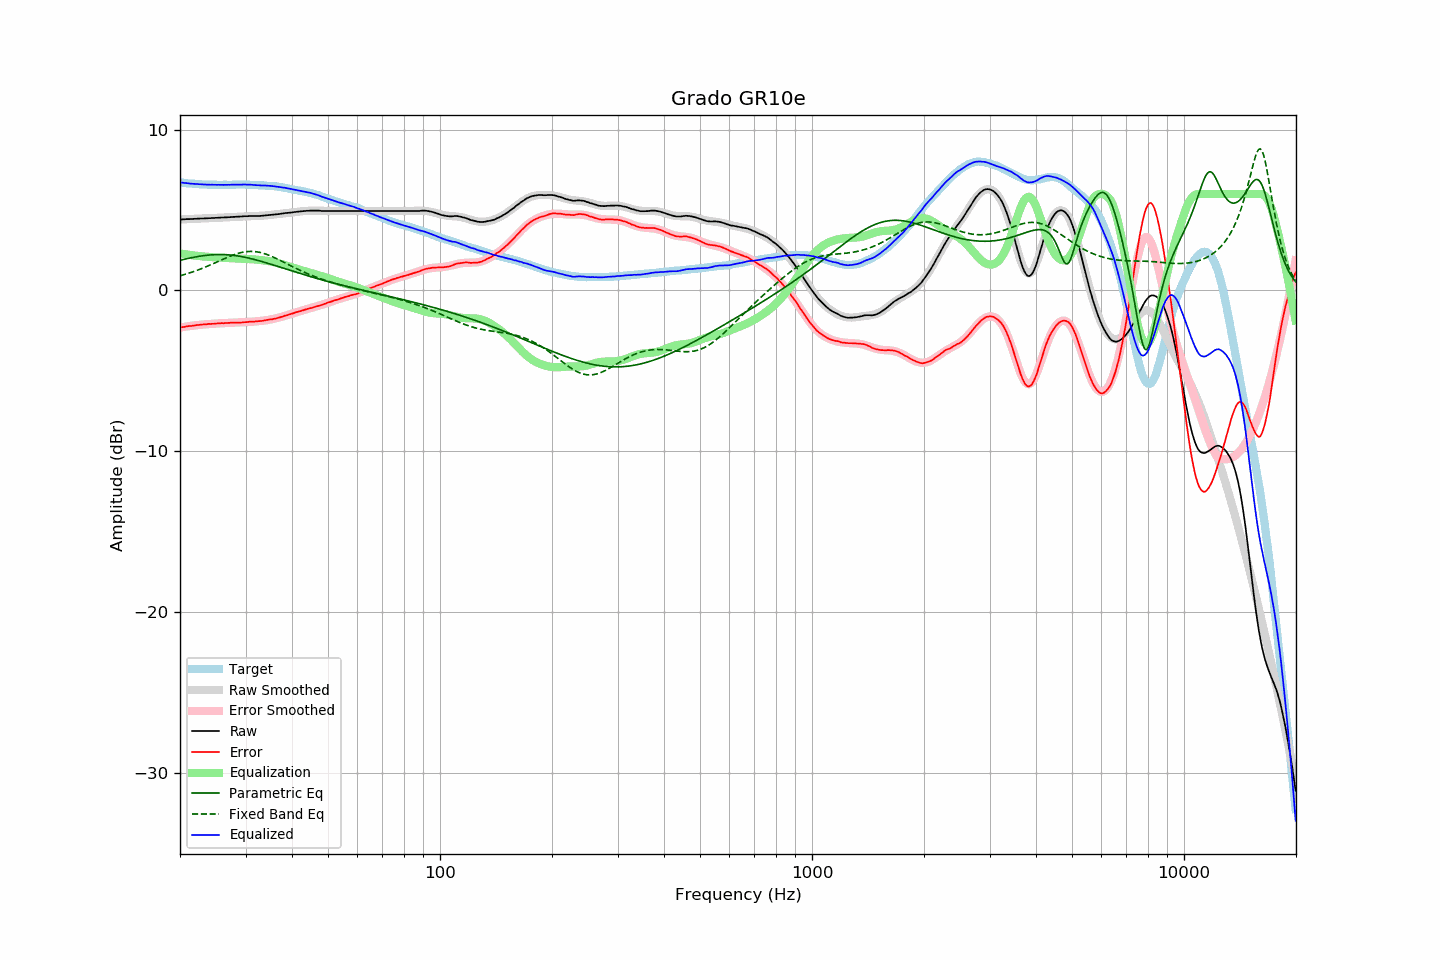 Grado GR10e
10
0
−10
−20
−30
Amplitude (dBr)
Target
Raw Smoothed
Error Smoothed
Raw
Error
Equalization
Parametric Eq
Fixed Band Eq
Equalized
100
1000
10000
Frequency (Hz)